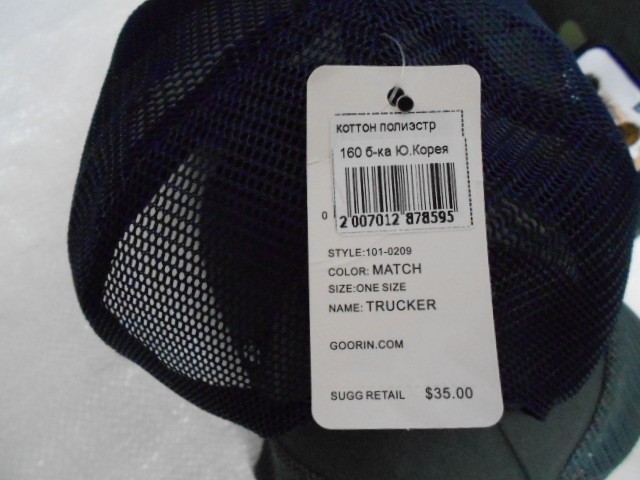 коттон полиэстр
160 б-ка Ю.Корея
0
2 007012 878595
STYLE:101-0209
COLOR: MATCH
SIZE:ONE SIZE
NAME: TRUCKER
GOORIN.COM
SUGG RETAIL $35.00